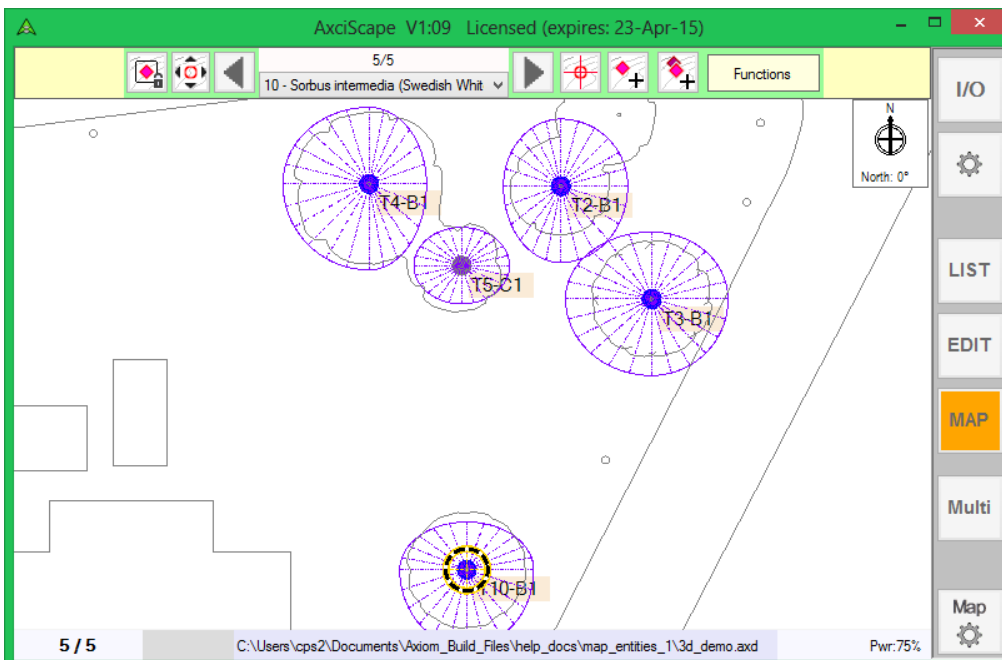 AxciScape V1:09 Licensed (expires: 23-Apr-15)
5/5
10 - Sorbus intermedia (Swedish Whit
Functions
I/O
N
North: 0°
T4-B1
T2-B1
T5-C1
T3-B1
LIST
EDIT
MAP
Multi
T10-B1
Map
5 / 5
C:\Users\cps2\Documents\Axiom_Build_Files\help_docs\map_entities_1\3d_demo.axd
Pwr:75%